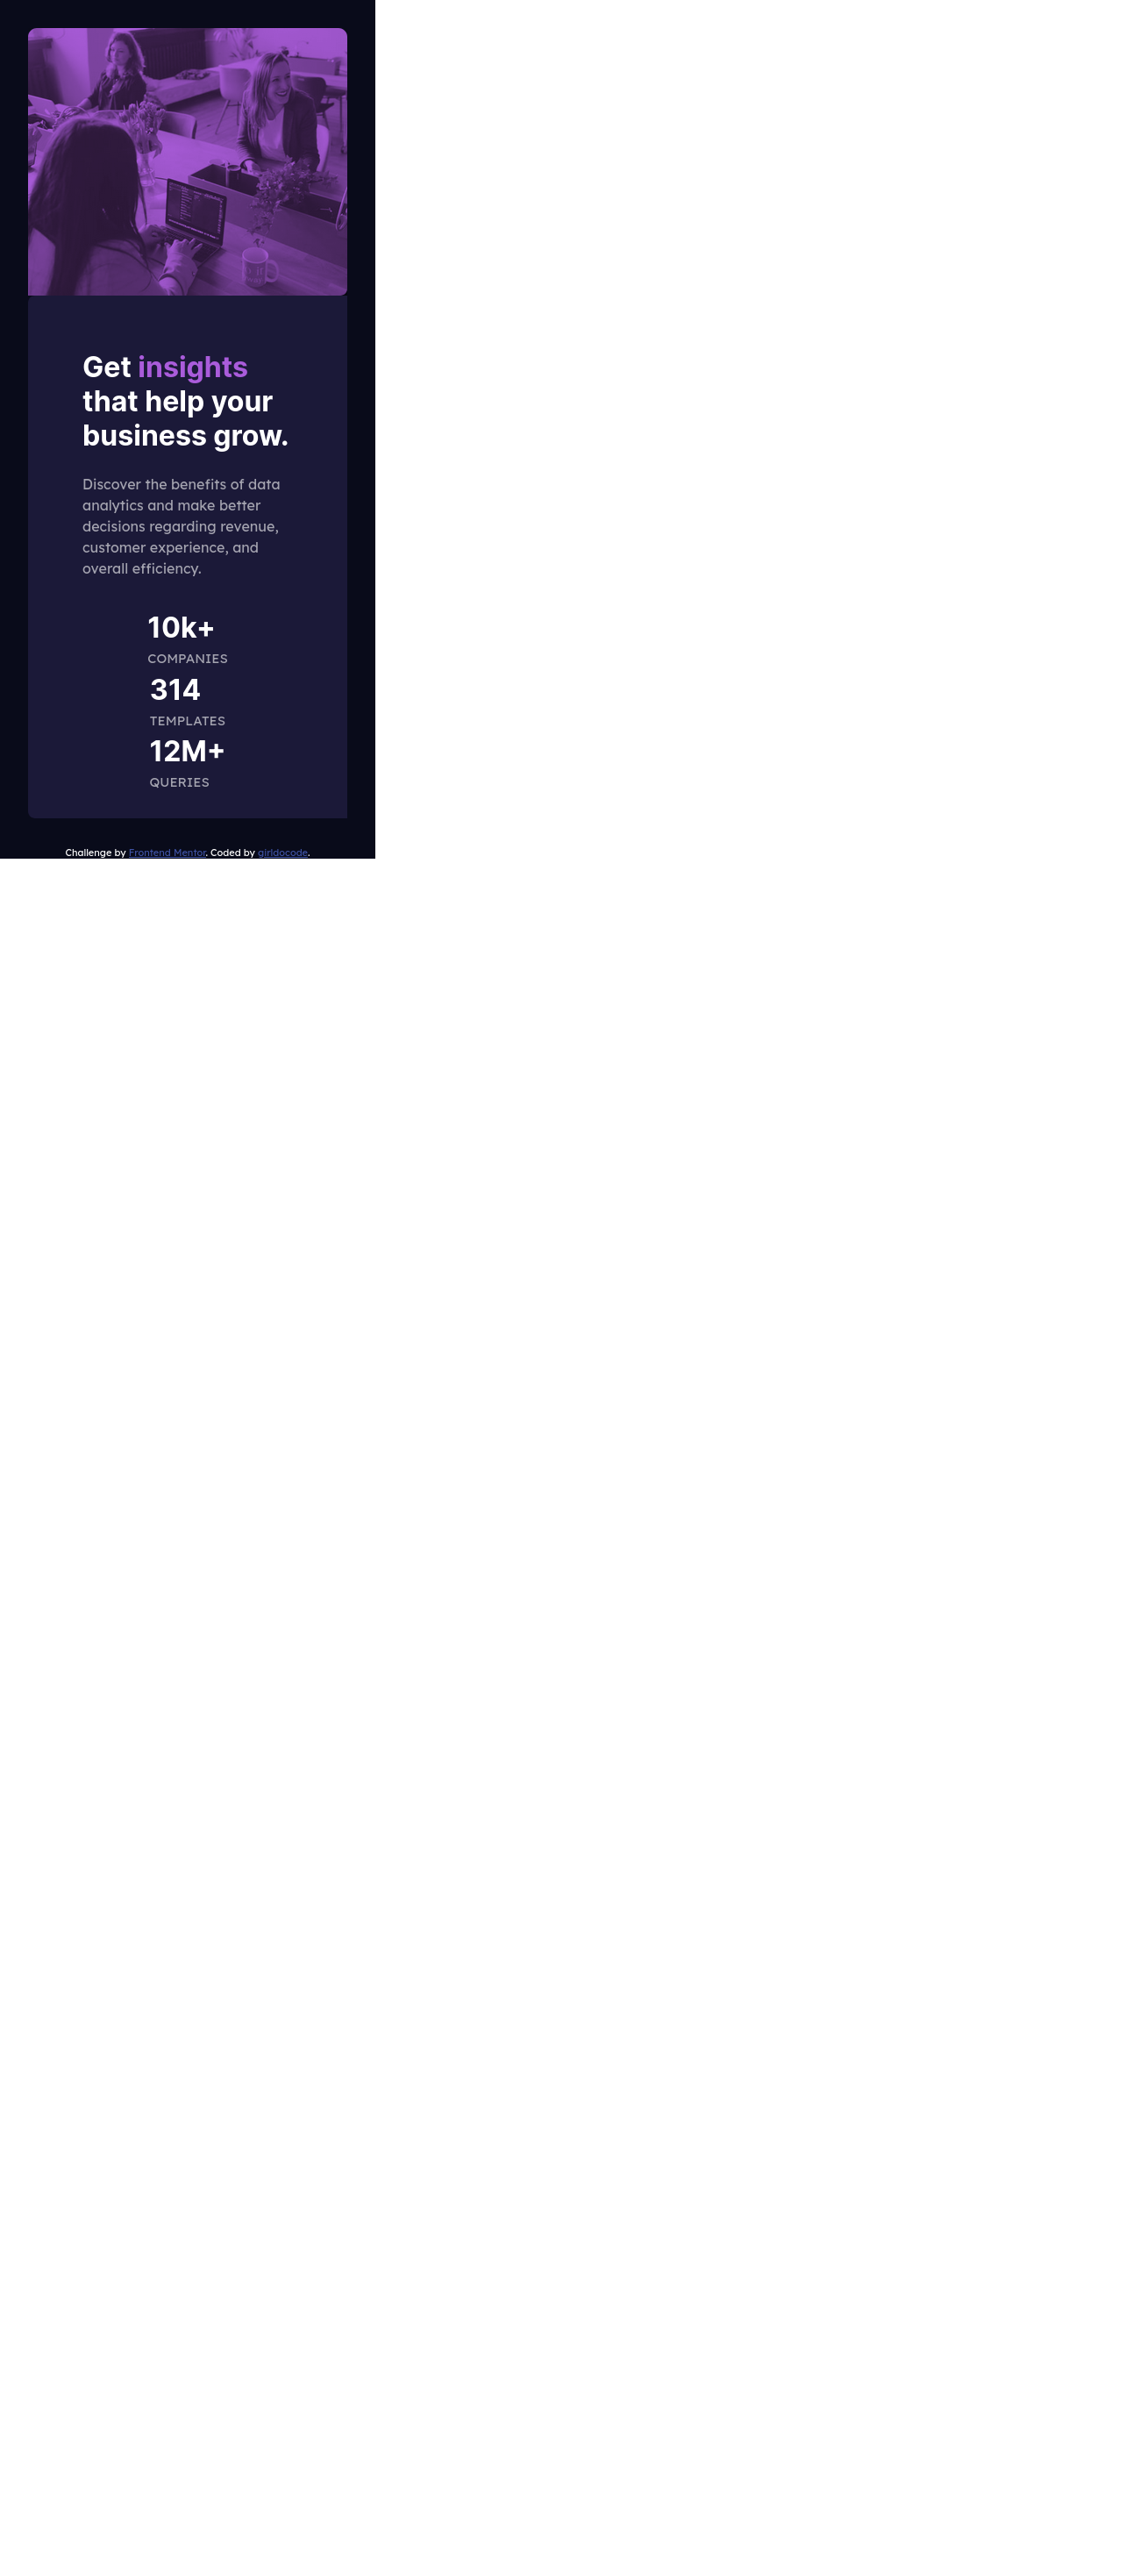 Get insights
that help your
business grow.
Discover the benefits of data
analytics and make better
decisions regarding revenue,
customer experience, and
overall efficiency.
10k+
COMPANIES
314
TEMPLATES
12M+
QUERIES
Challenge by Frontend Mentor. Coded by girldocode.